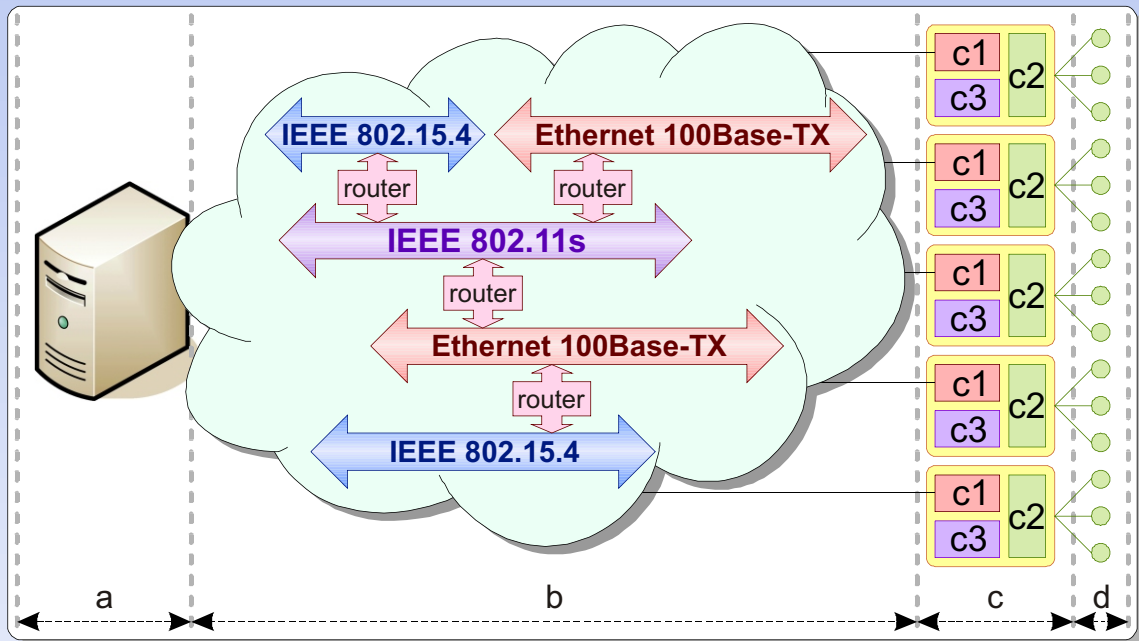 IEEE 802.15.4
Ethernet 100Base-TX
router
router
IEEE 802.11s
router
Ethernet 100Base-TX
router
IEEE 802.15.4
c1
c2
c3
c1
c2
c3
c1
c2
c3
c1
c2
c3
c1
c2
c3
a
b
c
d